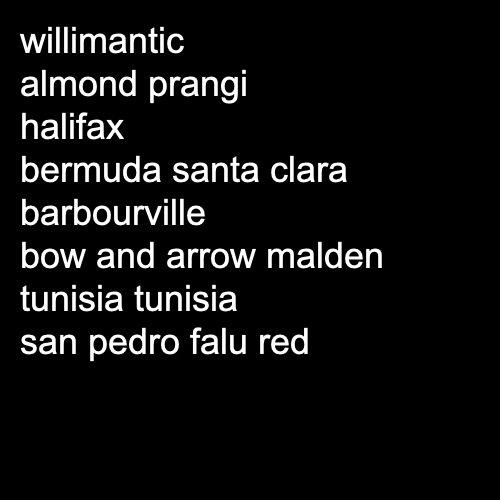 willimantic
almond prangi
halifax
bermuda santa clara
barbourville
bow and arrow malden
tunisia tunisia
san pedro falu red